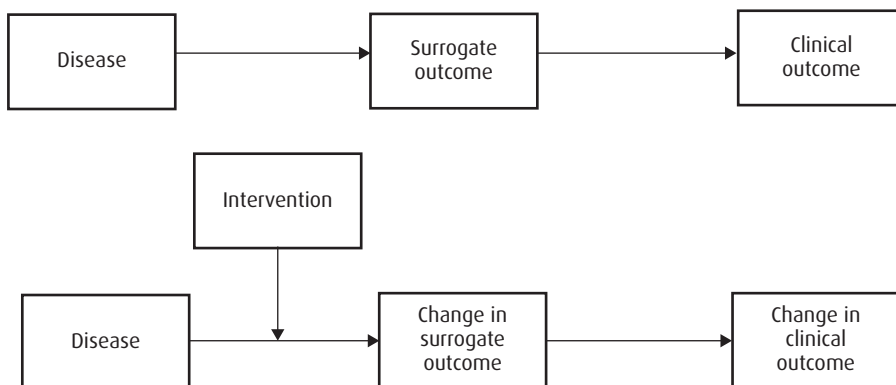 Disease
Surrogate
outcome
Clinical
outcome
Intervention
Disease
Change in
surrogate
outcome
Change in
clinical
outcome